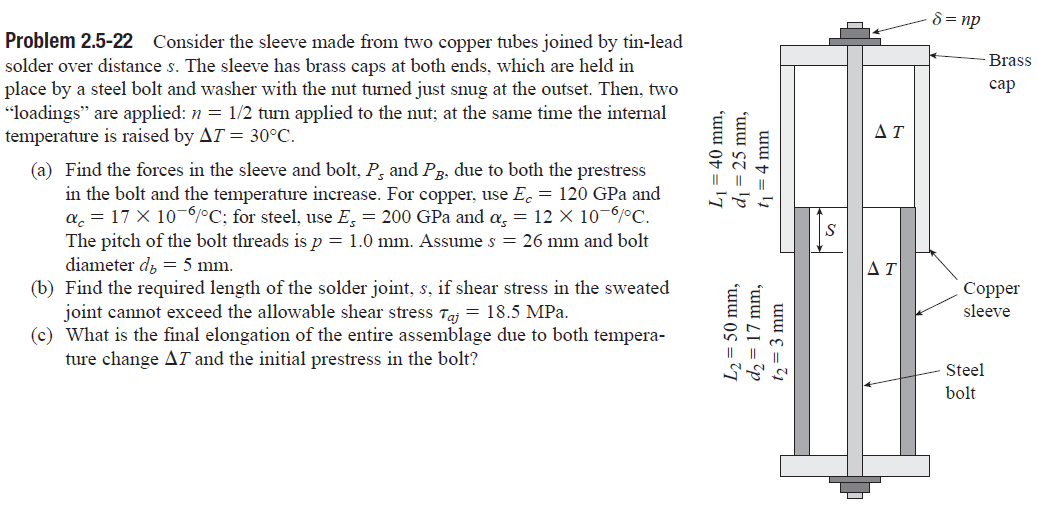 Problem 2.5-22 Consider the sleeve made from two copper tubes joined by tin-lead
solder over distance s. The sleeve has brass caps at both ends, which are held in
place by a steel bolt and washer with the nut turned just snug at the outset. Then, two
“loadings” are applied: n = 1/2 turn applied to the nut; at the same time the internal
temperature is raised by ΔT = 30°C.
(a) Find the forces in the sleeve and bolt, Pₛ and P_B, due to both the prestress
in the bolt and the temperature increase. For copper, use E_c = 120 GPa and
α_c = 17 × 10⁻⁶/°C; for steel, use Eₛ = 200 GPa and αₛ = 12 × 10⁻⁶/°C.
The pitch of the bolt threads is p = 1.0 mm. Assume s = 26 mm and bolt
diameter d_b = 5 mm.
(b) Find the required length of the solder joint, s, if shear stress in the sweated
joint cannot exceed the allowable shear stress τ_aj = 18.5 MPa.
(c) What is the final elongation of the entire assemblage due to both tempera-
ture change ΔT and the initial prestress in the bolt?
δ = np
Brass
cap
L₁ = 40 mm,
d₁ = 25 mm,
t₁ = 4 mm
ΔT
S
ΔT
L₂ = 50 mm,
d₂ = 17 mm,
t₂ = 3 mm
Copper
sleeve
Steel
bolt